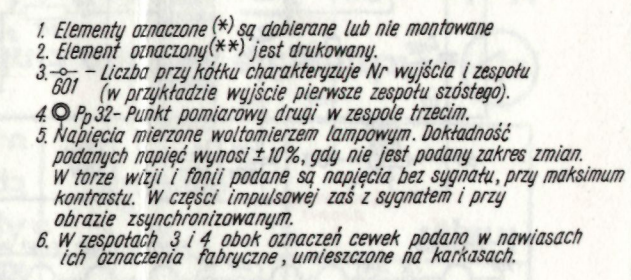 1. Elementy oznaczone (*) są dobierane lub nie montowane
2. Element oznaczony (**) jest drukowany.
3. –o– – Liczba przy kółku charakteryzuje Nr wyjścia i zespołu
601 (w przykładzie wyjście pierwsze zespołu szóstego).
4. Pp 32 – Punkt pomiarowy drugi w zespole trzecim.
5. Napięcia mierzone woltomierzem lampowym. Dokładność
podanych napięć wynosi ± 10%, gdy nie jest podany zakres zmian.
W torze wizji i fonii podane są napięcia bez sygnału, przy maksimum
kontrastu. W części impulsowej zaś z sygnałem i przy
obrazie zsynchronizowanym.
6. W zespołach 3 i 4 obok oznaczeń cewek podano w nawiasach
ich oznaczenia fabryczne, umieszczone na karkasach.